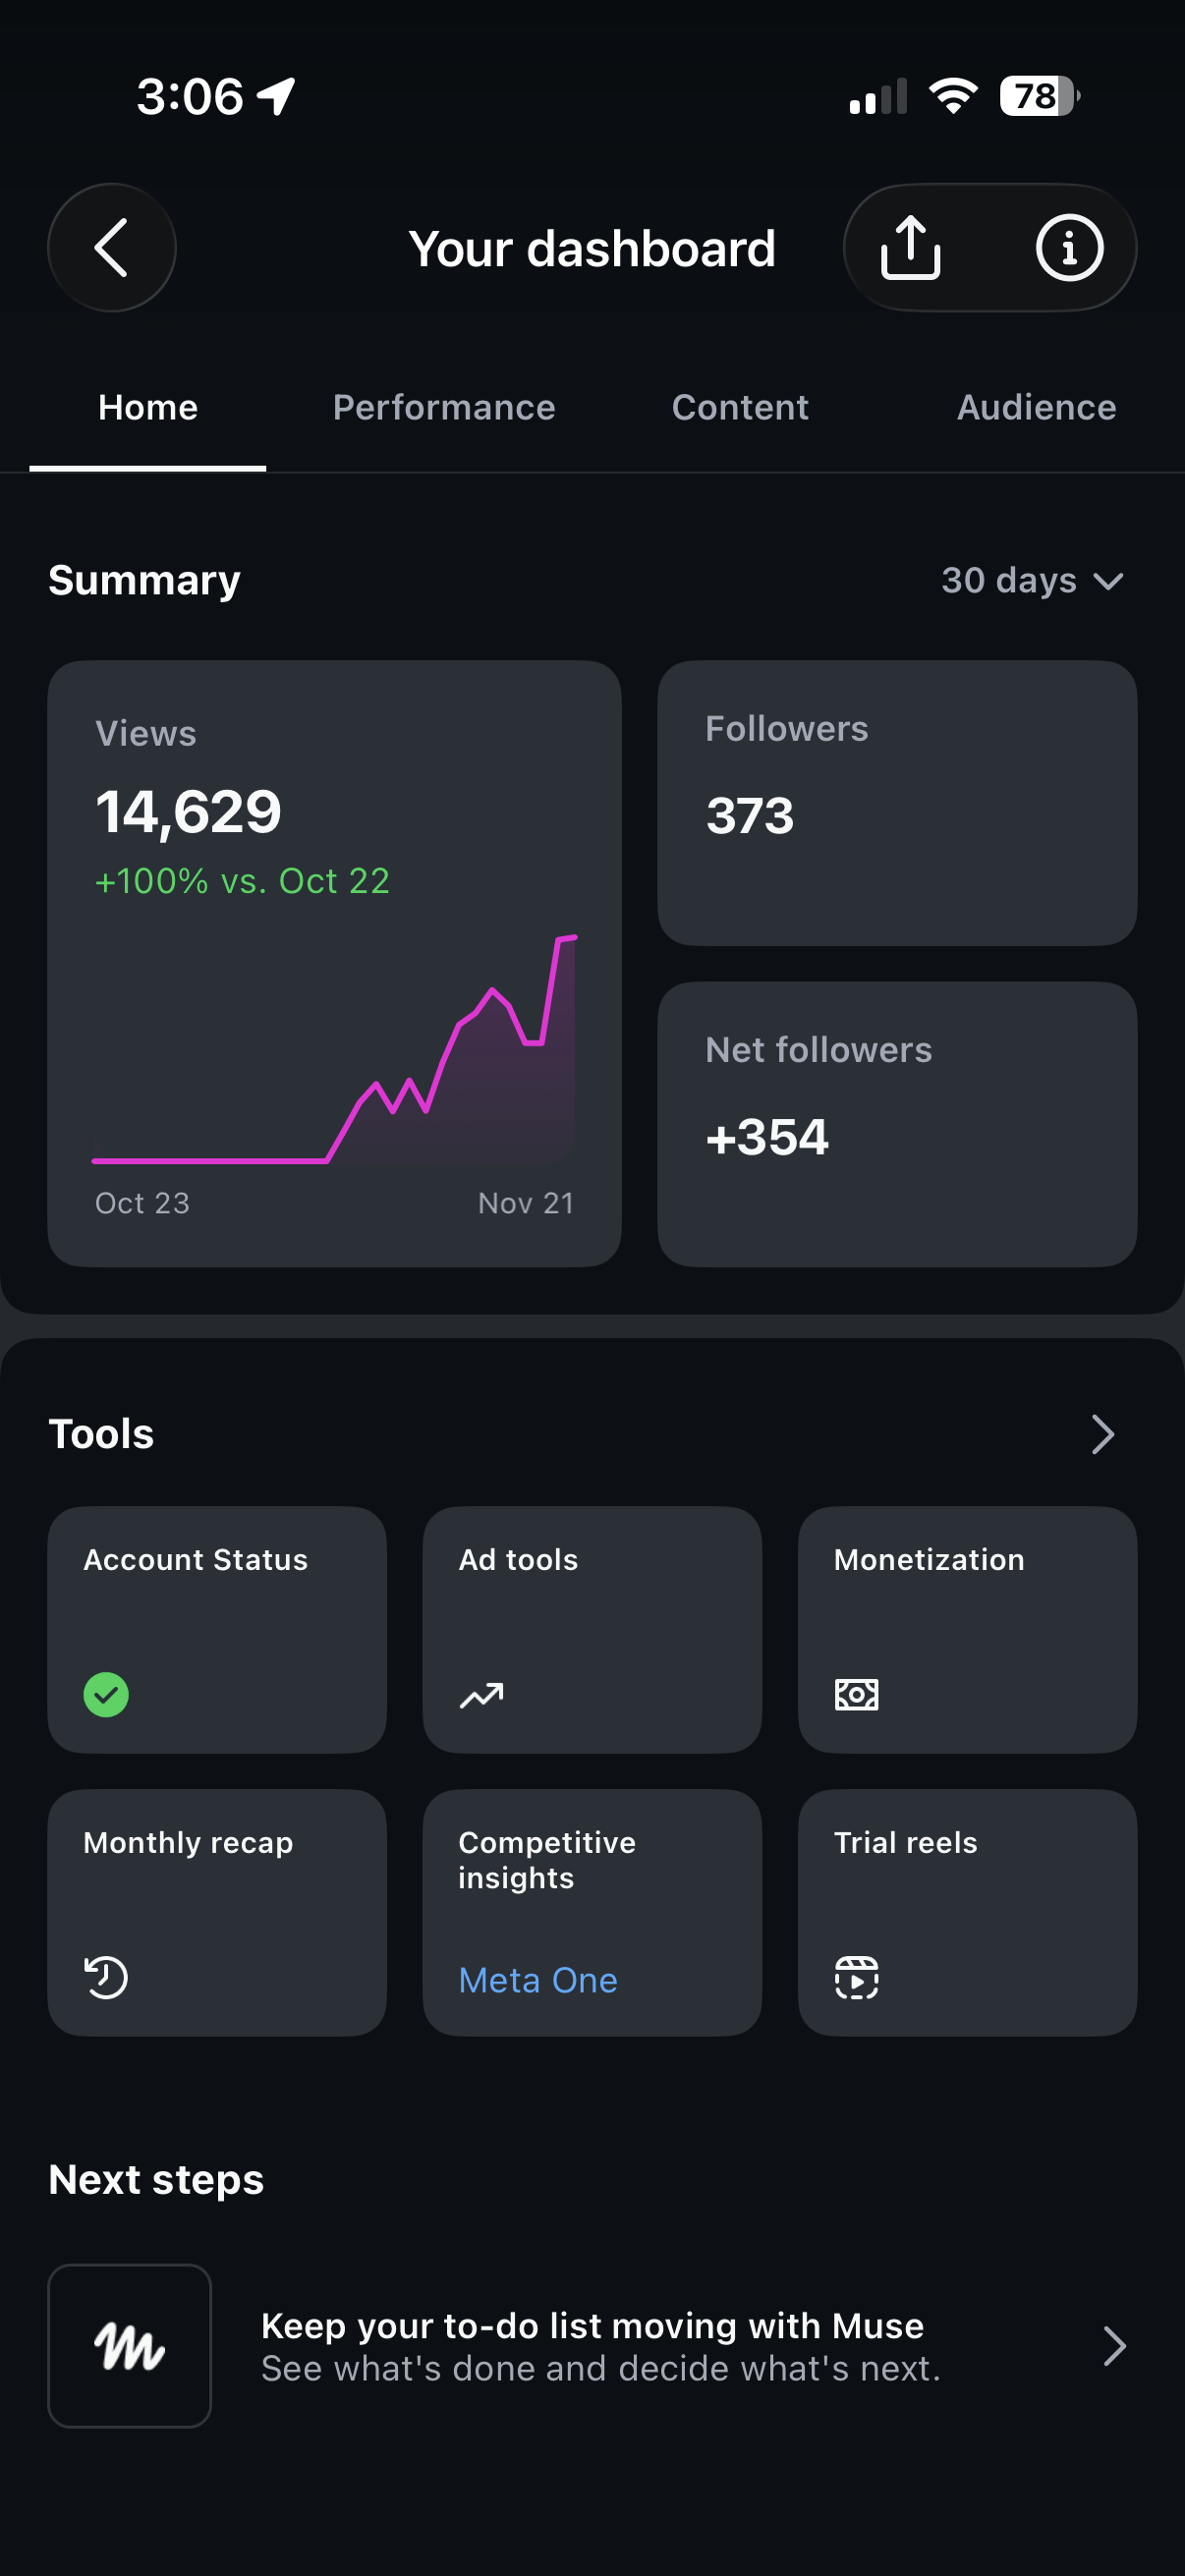 3:06
78
Your dashboard
Home
Performance
Content
Audience
Summary
30 days
Views
14,629
+100% vs. Oct 22
Oct 23
Nov 21
Followers
373
Net followers
+354
Tools
Account Status
Ad tools
Monetization
Monthly recap
Competitive
insights
Meta One
Trial reels
Next steps
Keep your to-do list moving with Muse
See what's done and decide what's next.